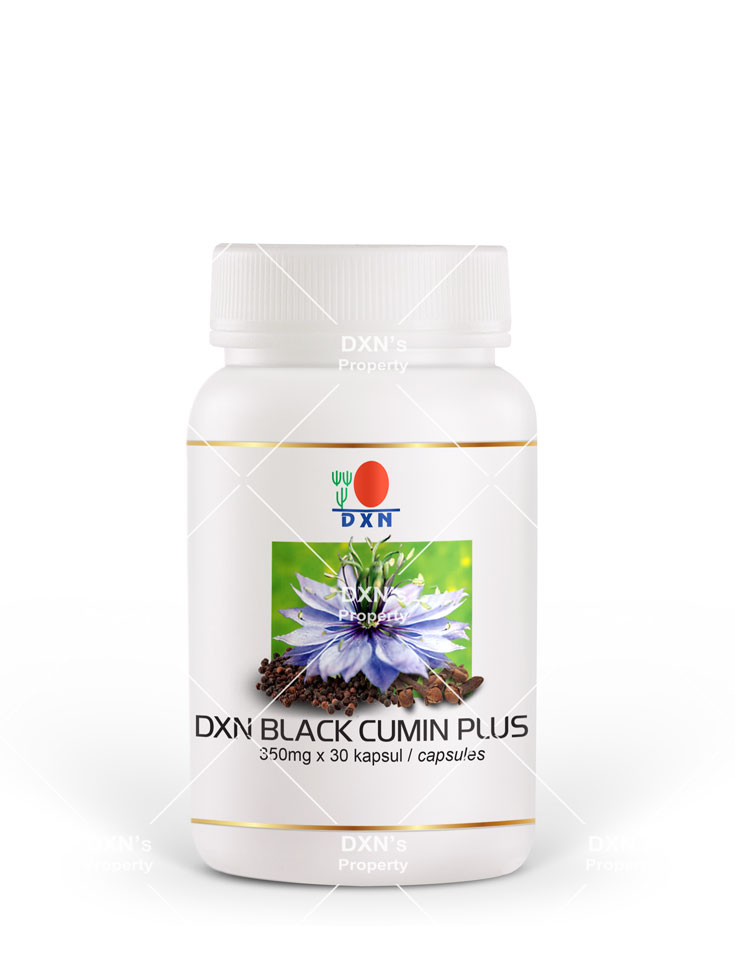 DXN's
Property
DXN
DXN's
Property
DXN BLACK CUMIN PLUS
350mg x 30 kapsul / capsules
DXN's
Property
DXN's
Property
DXN's
Property